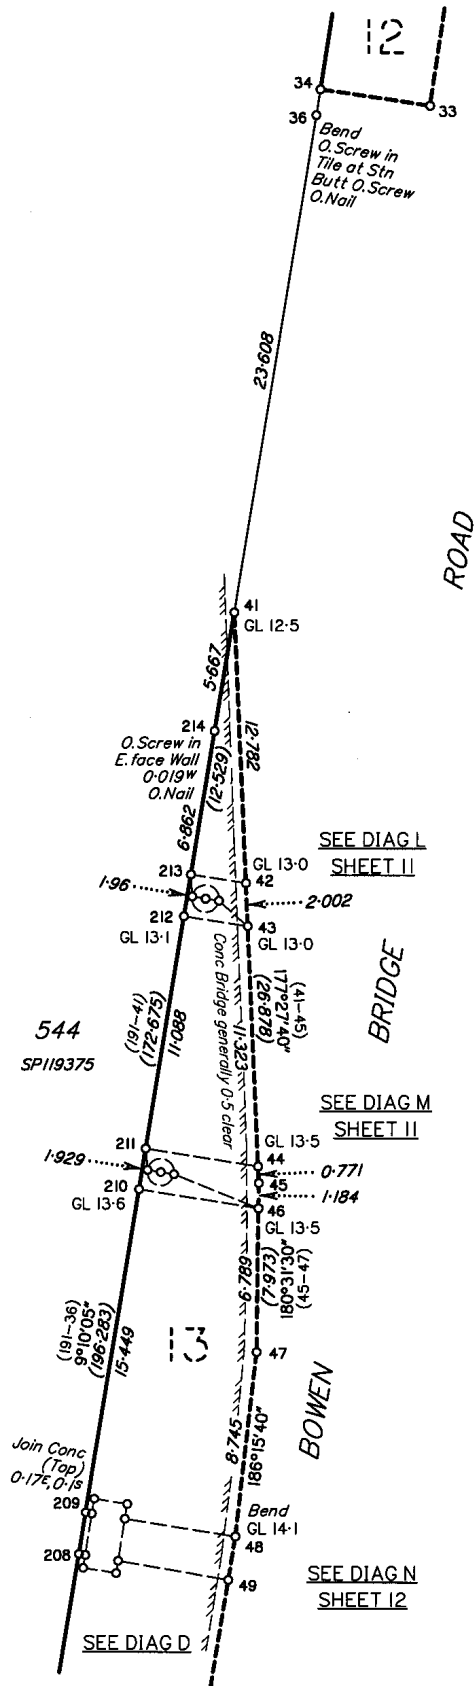 12
34
33
36
Bend
O.Screw in
Tile at Stn
Butt O.Screw
O.Nail
23·608
ROAD
41
GL 12·5
5·667
12·782
214
O.Screw in
E.face Wall
0·019W
O.Nail
(12·529)
6·862
SEE DIAG L
SHEET 11
213
GL 13·0
42
1·96
2·002
212
43
GL 13·1
GL 13·0
Conc Bridge generally 0·5 clear
11·323
(26·878)
177°27'40"
(41–45)
BRIDGE
(191–41)
(172·675)
11·088
544
SP119375
SEE DIAG M
SHEET 11
211
GL 13·5
44
1·929
0·771
45
210
1·184
GL 13·6
46
GL 13·5
6·789
(7·973)
180°31'30"
(45–47)
(191–36)
9°10'05"
(196·283)
15·449
13
47
BOWEN
8·745
186°15'40"
Join Conc
(Top)
0·17E,0·1S
209
Bend
GL 14·1
208
48
49
SEE DIAG N
SHEET 12
SEE DIAG D